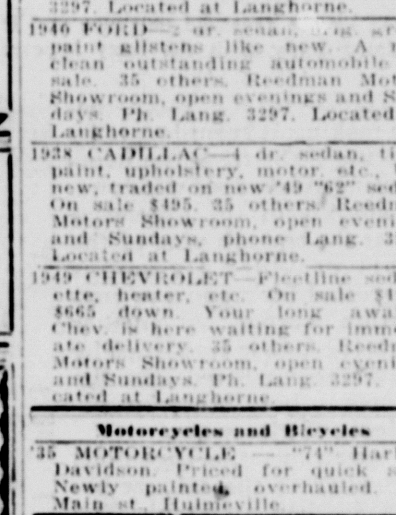 3297. Located at Langhorne.
1940 FORD—2 dr. sedan,
paint glistens like new. A
clean outstanding automobile
sale. 35 others. Reedman Mot
Showroom, open evenings and S
days. Ph. Lang. 3297. Located
Langhorne.
1938 CADILLAC—4 dr. sedan, ti
paint, upholstery, motor, etc.,
new, traded on new '49 "62" sed
On sale $495. 35 others. Reed
Motors Showroom, open eveni
and Sundays, phone Lang. 3
Located at Langhorne.
1949 CHEVROLET—Fleetline sed
ette, heater, etc. On sale $1
$665 down. Your long awa
Chev. is here waiting for imm
ate delivery. 35 others. Reed
Motors Showroom, open eveni
and Sundays. Ph. Lang. 3297.
cated at Langhorne.
Motorcycles and Bicycles
'35 MOTORCYCLE — "74" Harl
Davidson. Priced for quick s
Newly painted, overhauled.
Main st., Hulmeville.